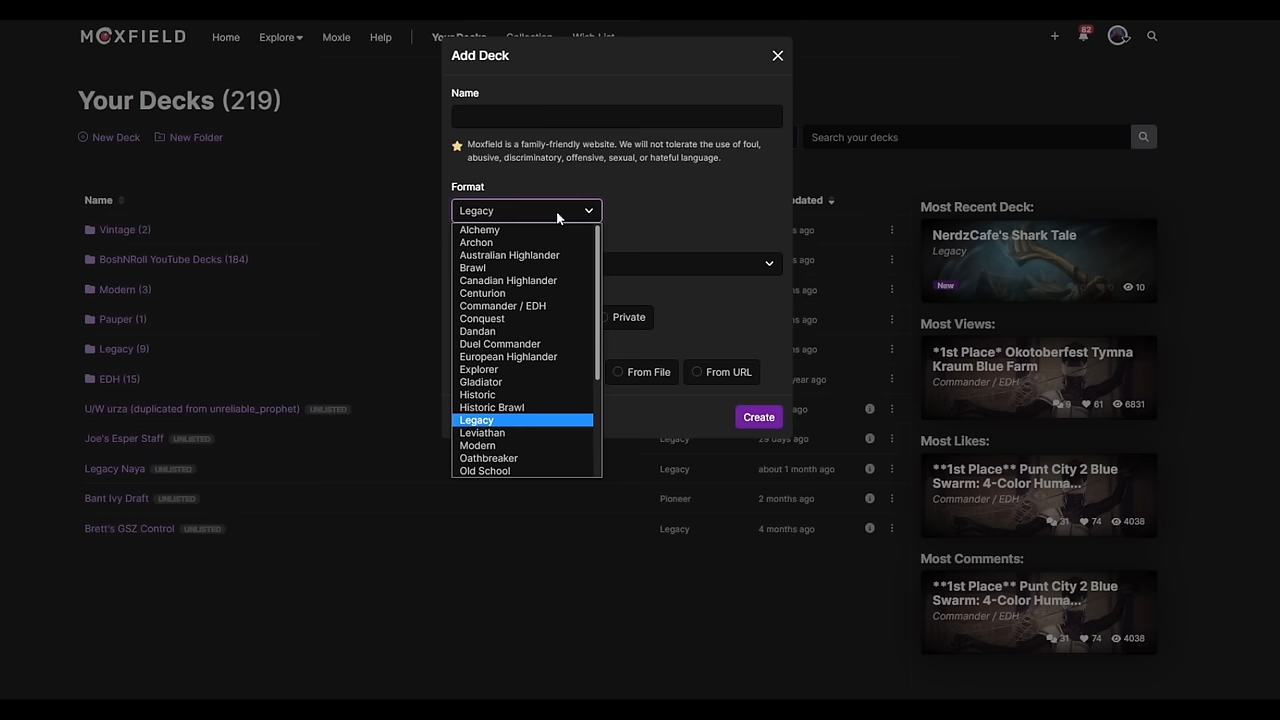 MOXFIELD
Home
Explore
Moxle
Help
Your Decks
Collection
Wish List
82
Your Decks (219)
New Deck
New Folder
Search your decks
Add Deck
Name
Moxfield is a family-friendly website. We will not tolerate the use of foul,
abusive, discriminatory, offensive, sexual, or hateful language.
Format
Legacy
Alchemy
Archon
Australian Highlander
Brawl
Canadian Highlander
Centurion
Commander / EDH
Conquest
Dandan
Duel Commander
European Highlander
Explorer
Gladiator
Historic
Historic Brawl
Legacy
Leviathan
Modern
Oathbreaker
Old School
Private
From File
From URL
Create
Name
Vintage (2)
BoshNRoll YouTube Decks (184)
Modern (3)
Pauper (1)
Legacy (9)
EDH (15)
year ago
U/W urza (duplicated from unreliable_prophet) UNLISTED
ago
Joe's Esper Staff UNLISTED Legacy 29 days ago
Legacy Naya UNLISTED Legacy about 1 month ago
Bant Ivy Draft UNLISTED Pioneer 2 months ago
Brett's GSZ Control UNLISTED Legacy 4 months ago
Most Recent Deck:
NerdzCafe's Shark Tale
Legacy
New
10
Most Views:
*1st Place* Okotoberfest Tymna
Kraum Blue Farm
Commander / EDH
9 61 6831
Most Likes:
**1st Place** Punt City 2 Blue
Swarm: 4-Color Huma...
Commander / EDH
31 74 4038
Most Comments:
**1st Place** Punt City 2 Blue
Swarm: 4-Color Huma...
Commander / EDH
31 74 4038